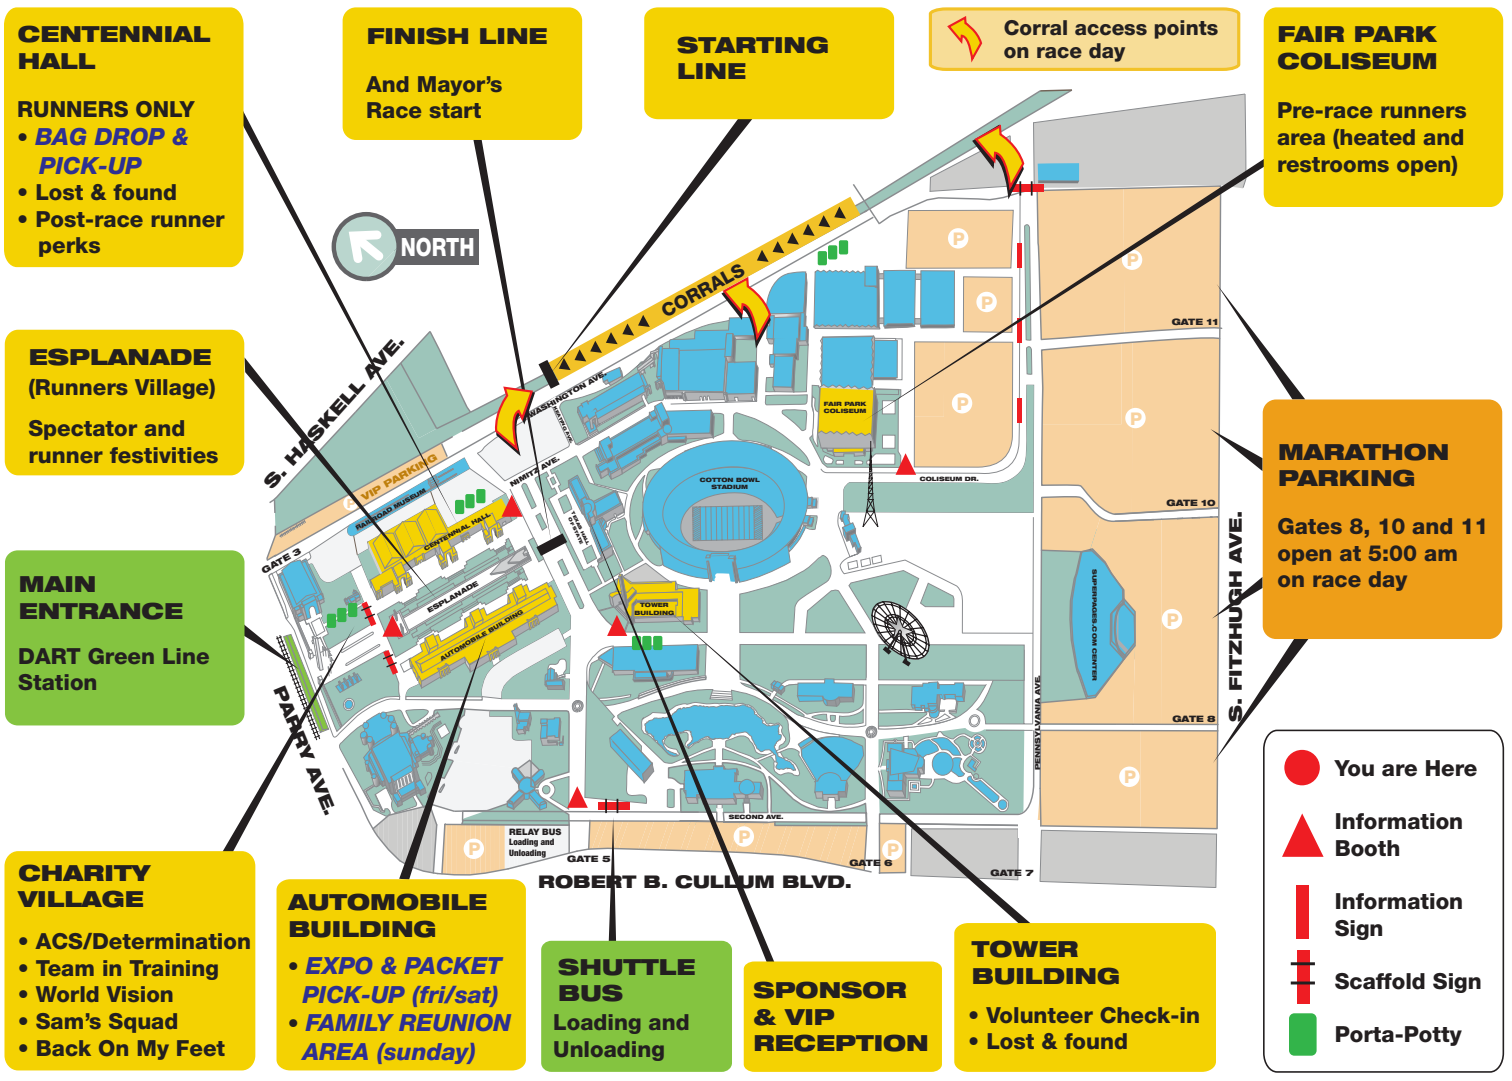 CENTENNIAL
HALL
RUNNERS ONLY
• BAG DROP &
PICK-UP
• Lost & found
• Post-race runner
perks
FINISH LINE
And Mayor's
Race start
STARTING
LINE
Corral access points
on race day
FAIR PARK
COLISEUM
Pre-race runners
area (heated and
restrooms open)
NORTH
ESPLANADE
(Runners Village)
Spectator and
runner festivities
MAIN
ENTRANCE
DART Green Line
Station
MARATHON
PARKING
Gates 8, 10 and 11
open at 5:00 am
on race day
CORRALS
S. HASKELL AVE.
WASHINGTON AVE.
NIMITZ AVE.
P VIP PARKING
RAILROAD MUSEUM
CENTENNIAL HALL
GATE 3
ESPLANADE
AUTOMOBILE BUILDING
TEXAS HALL
OF STATE
COTTON BOWL
STADIUM
FAIR PARK
COLISEUM
COLISEUM DR.
TOWER
BUILDING
SUPERPAGES.COM CENTER
P
P
P
P
P
P
P
P
P
P
GATE 11
GATE 10
GATE 8
S. FITZHUGH AVE.
PENNSYLVANIA AVE.
PARRY AVE.
SECOND AVE.
RELAY BUS
Loading and
Unloading
GATE 5
GATE 6
GATE 7
ROBERT B. CULLUM BLVD.
CHARITY
VILLAGE
• ACS/Determination
• Team in Training
• World Vision
• Sam's Squad
• Back On My Feet
AUTOMOBILE
BUILDING
• EXPO & PACKET
PICK-UP (fri/sat)
• FAMILY REUNION
AREA (sunday)
SHUTTLE
BUS
Loading and
Unloading
SPONSOR
& VIP
RECEPTION
TOWER
BUILDING
• Volunteer Check-in
• Lost & found
You are Here
Information
Booth
Information
Sign
Scaffold Sign
Porta-Potty